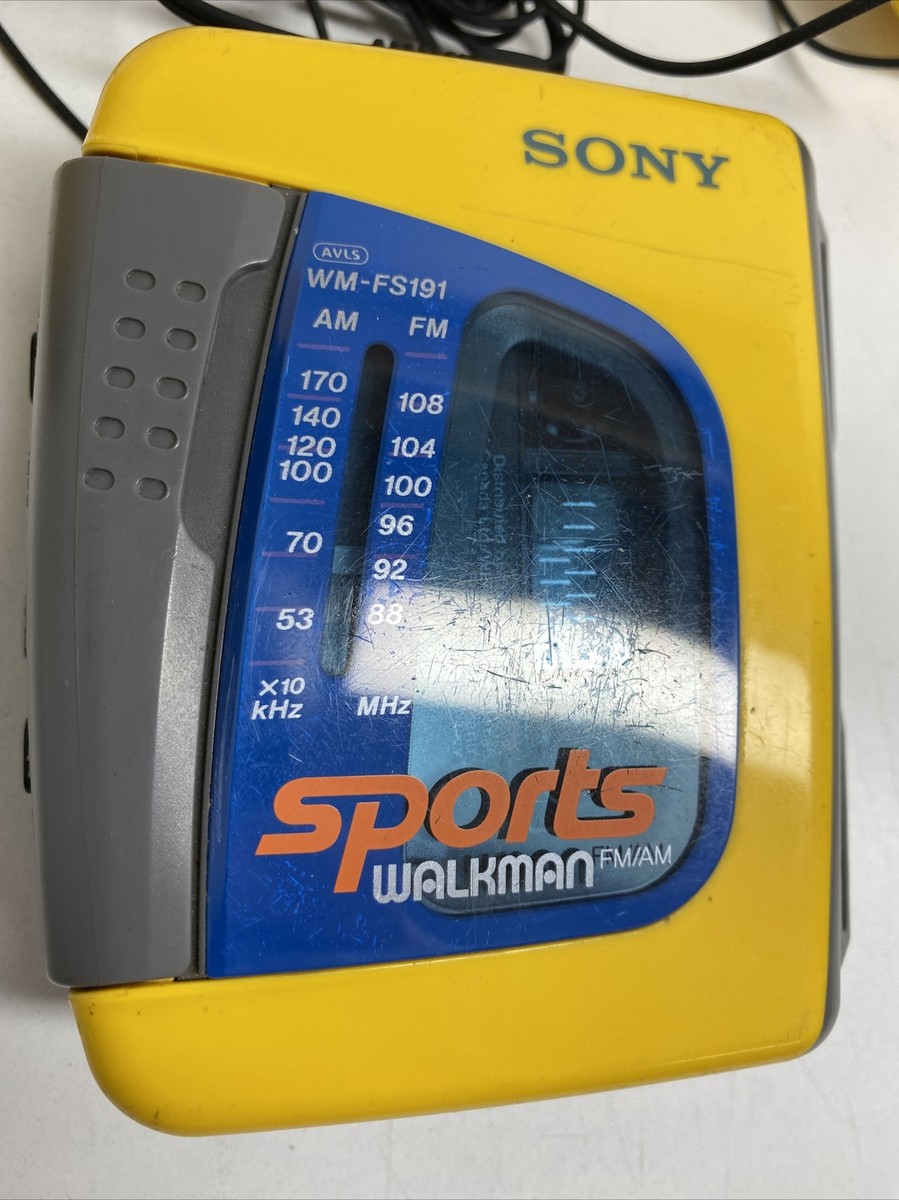 SONY
AVLS
WM-FS191
AM FM
170
108
140
104
120
100
100
96
70
92
88
53
x10
kHz MHz
sports
WALKMAN FM/AM